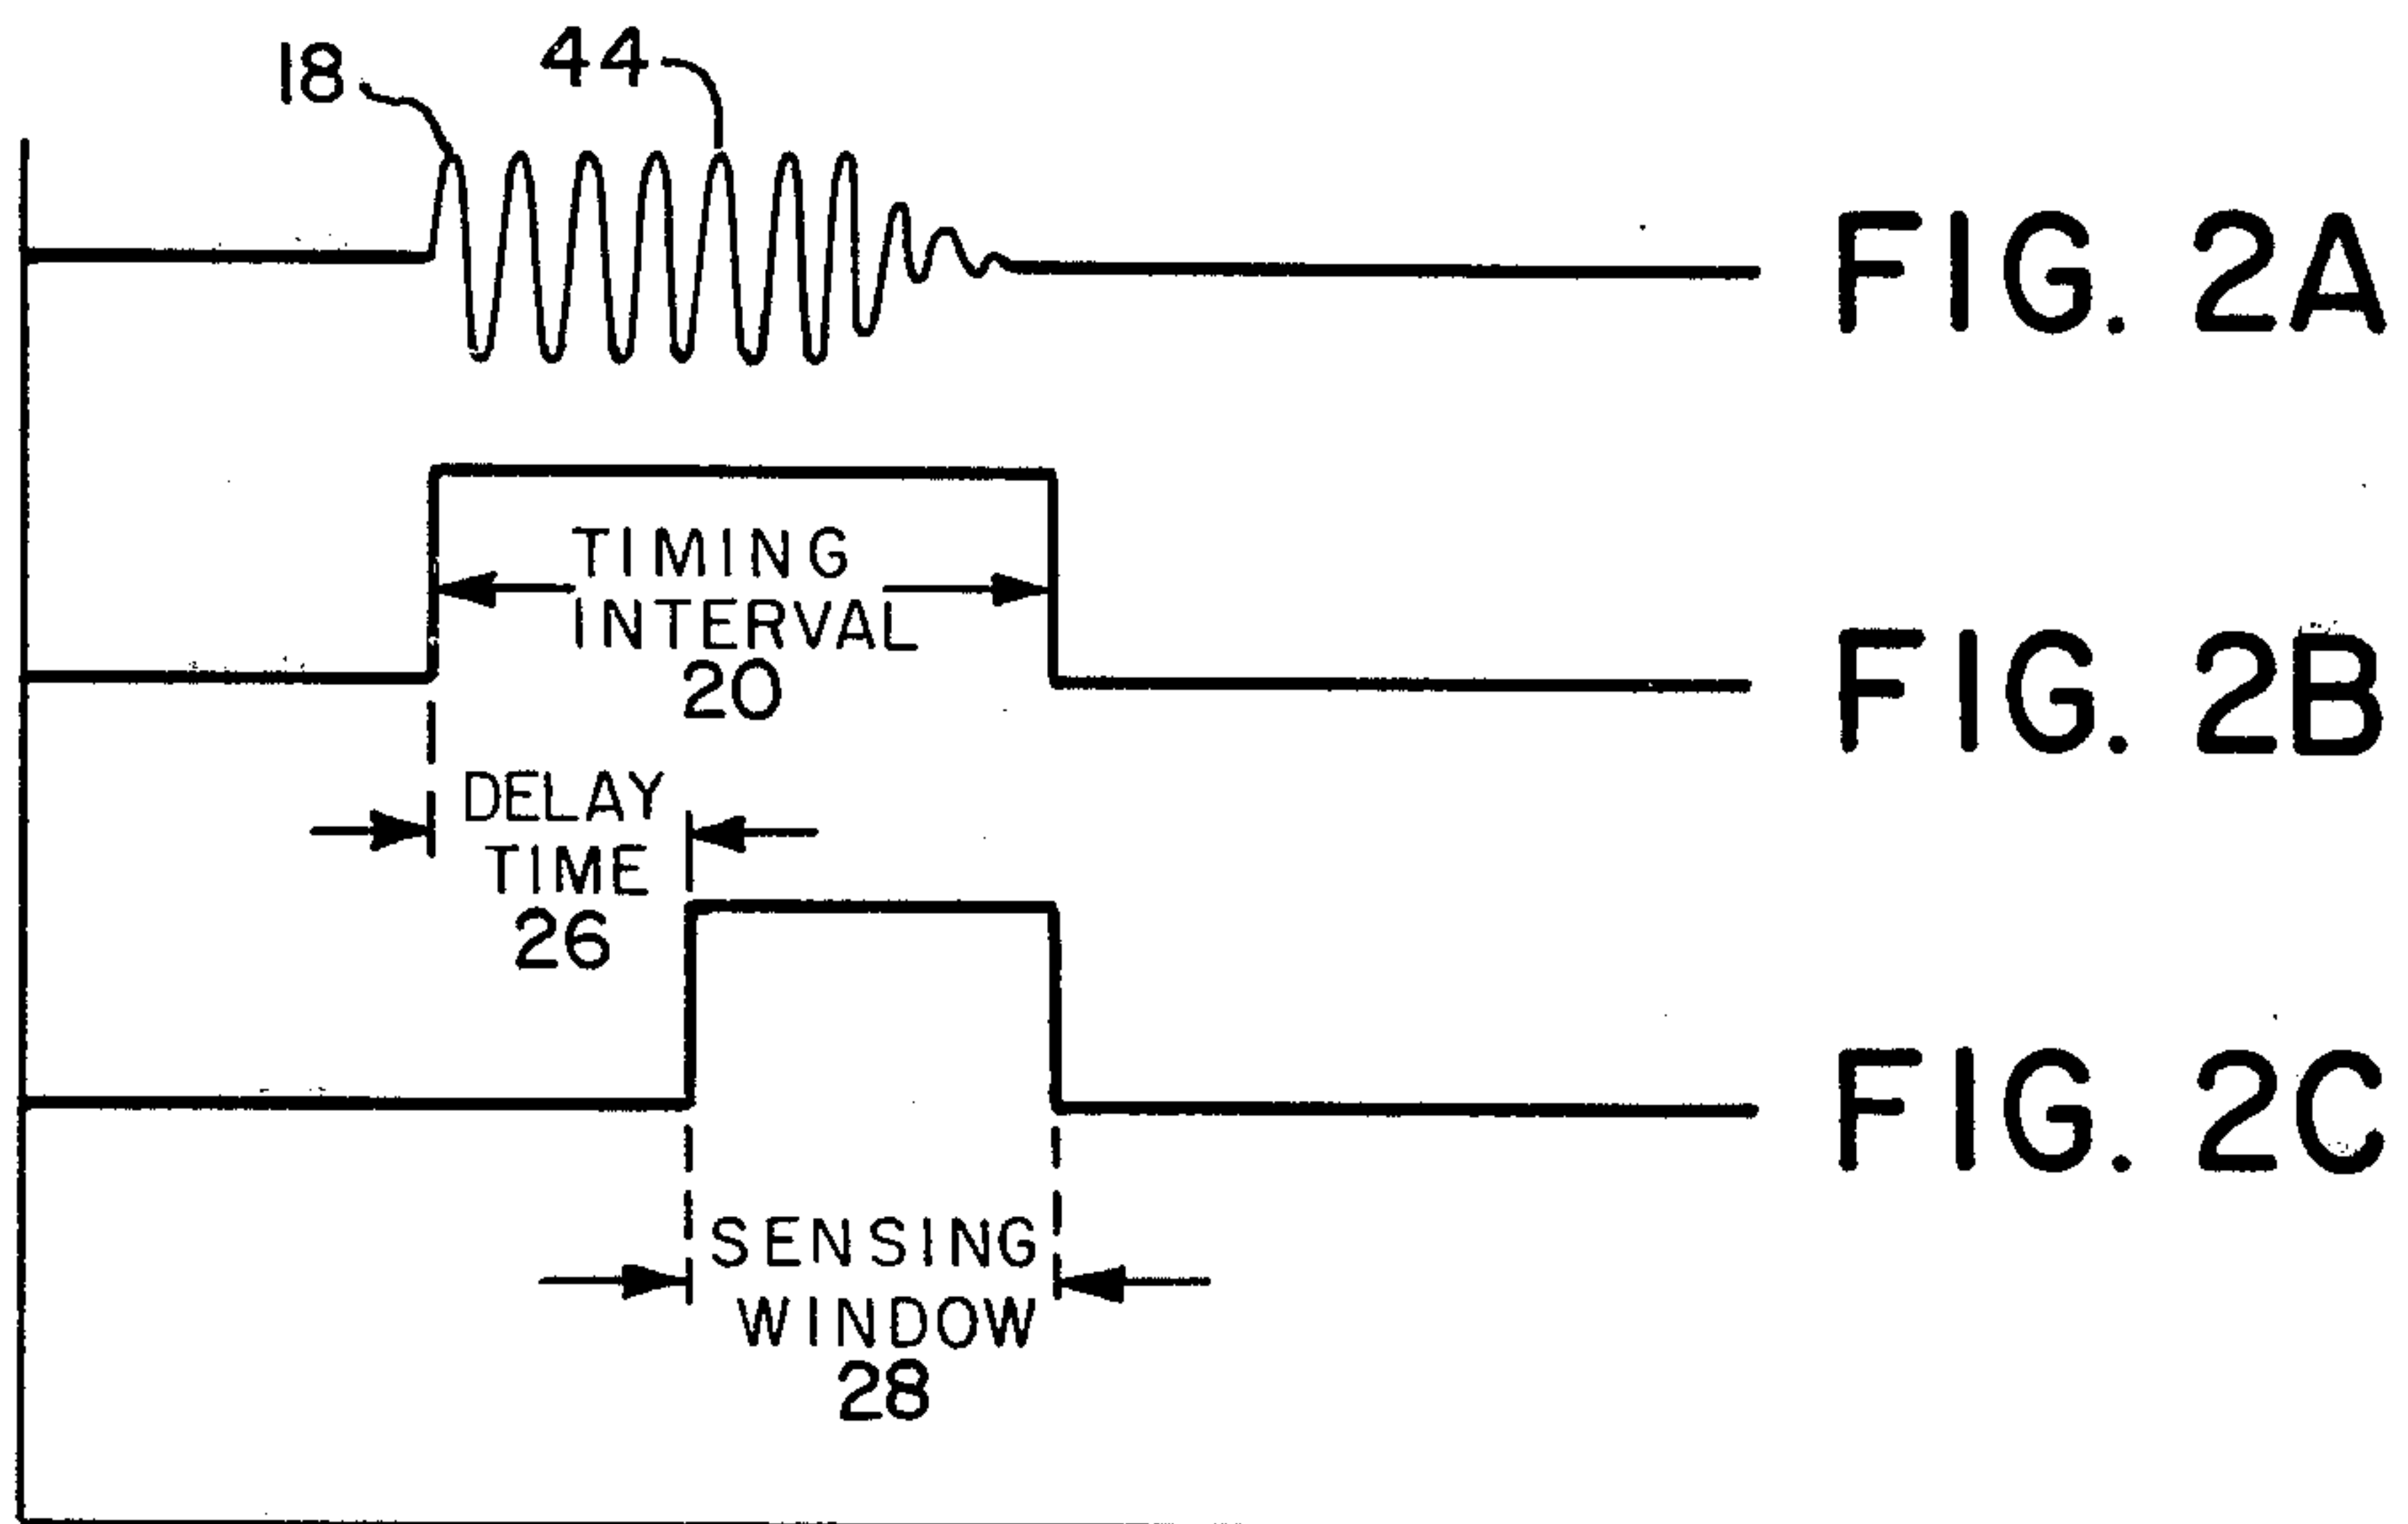 18
44
FIG. 2A
TIMING
INTERVAL
20
FIG. 2B
DELAY
TIME
26
FIG. 2C
SENSING
WINDOW
28